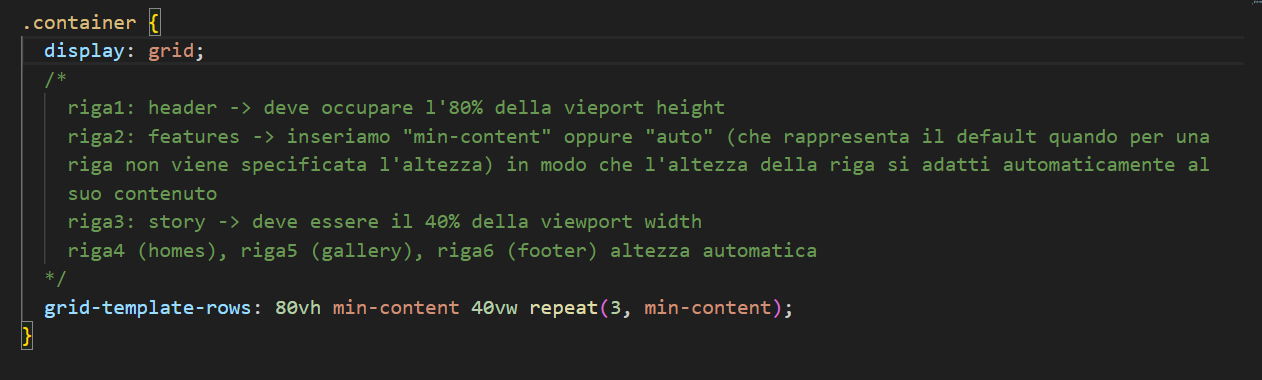 .container {
display: grid;
/*
riga1: header -> deve occupare l'80% della vieport height
riga2: features -> inseriamo "min-content" oppure "auto" (che rappresenta il default quando per una
riga non viene specificata l'altezza) in modo che l'altezza della riga si adatti automaticamente al
suo contenuto
riga3: story -> deve essere il 40% della viewport width
riga4 (homes), riga5 (gallery), riga6 (footer) altezza automatica
*/
grid-template-rows: 80vh min-content 40vw repeat(3, min-content);
}